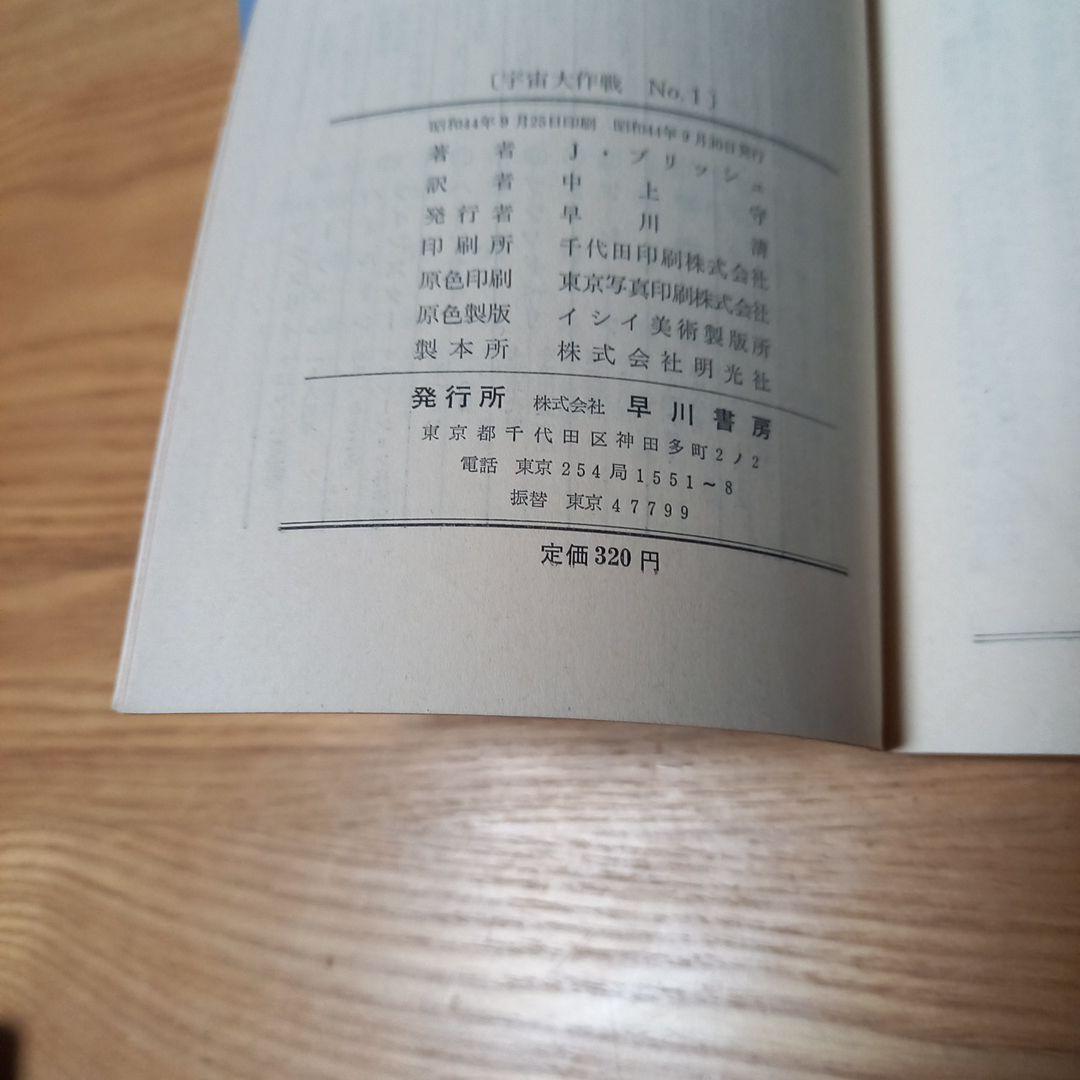 〔宇宙大作戦 No.1〕
昭和44年9月25日印刷 昭和44年9月30日発行
著者 J・ブリッシュ
訳者 中上守
発行者 早川清
印刷所 千代田印刷株式会社
原色印刷 東京写真印刷株式会社
原色製版 イシイ美術製版所
製本所 株式会社明光社
発行所 株式会社 早川書房
東京都千代田区神田多町2ノ2
電話 東京254局1551~8
振替 東京47799
定価320円